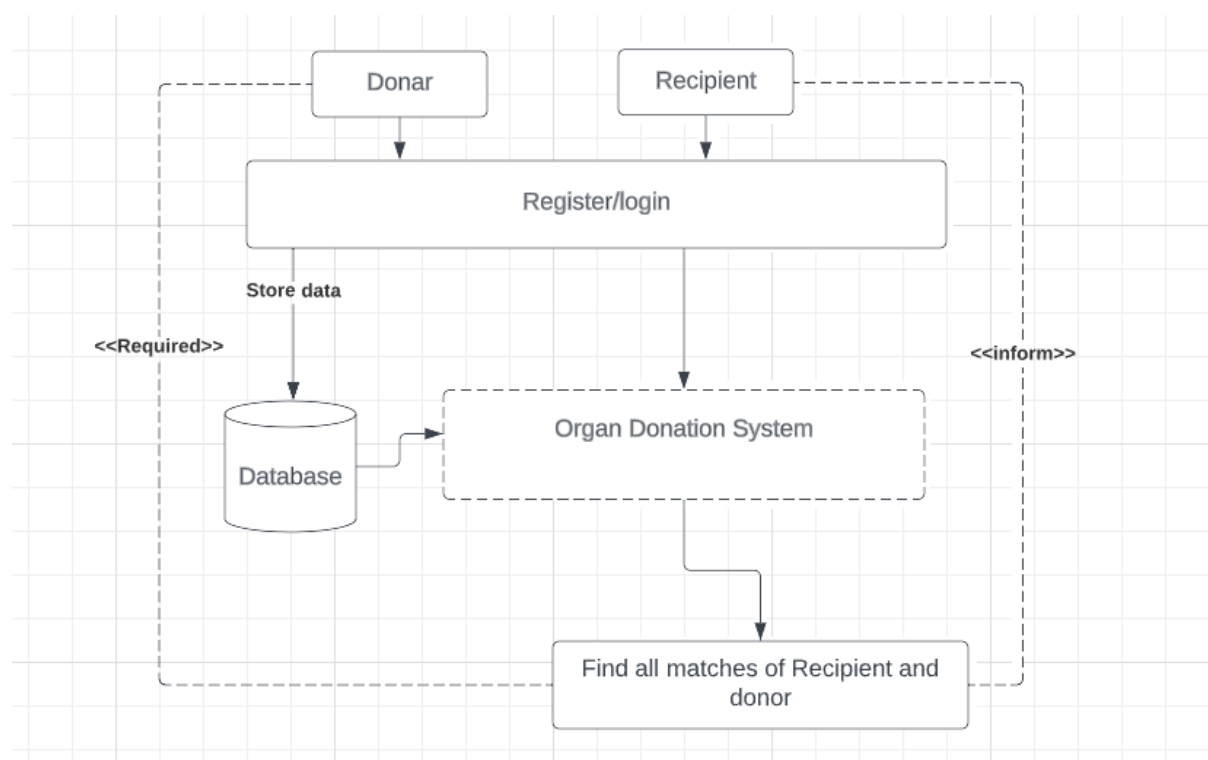 Donar
Recipient
Register/login
Store data
<<Required>>
<<inform>>
Organ Donation System
Database
Find all matches of Recipient and
donor